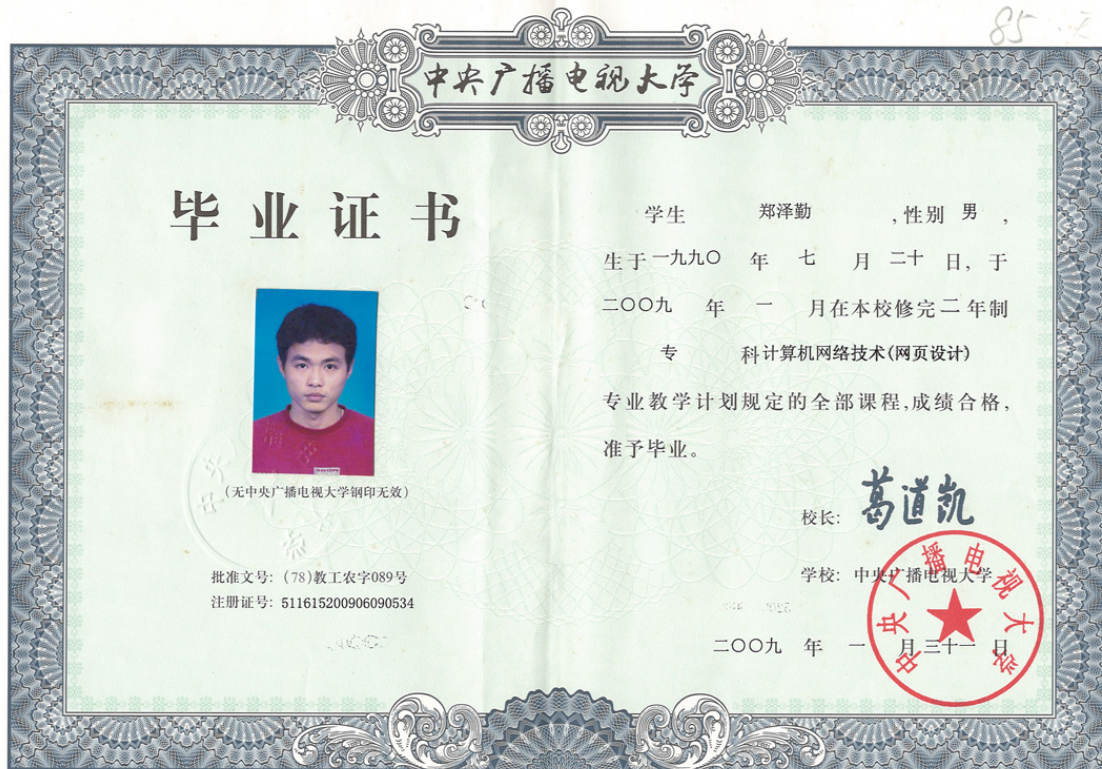 85
中央广播电视大学
毕业证书
学生 郑泽勤 ,性别 男 ,
生于一九九〇 年 七 月 二十 日, 于
二〇〇九 年 一 月在本校修完二年制
专 科计算机网络技术(网页设计)
专业教学计划规定的全部课程,成绩合格,
准予毕业。
(无中央广播电视大学钢印无效)
批准文号: (78)教工农字089号
注册证号: 511615200906090534
校长: 葛道凯
学校: 中央广播电视大学
二〇〇九 年 一 月三十一日
中央广播电视大学